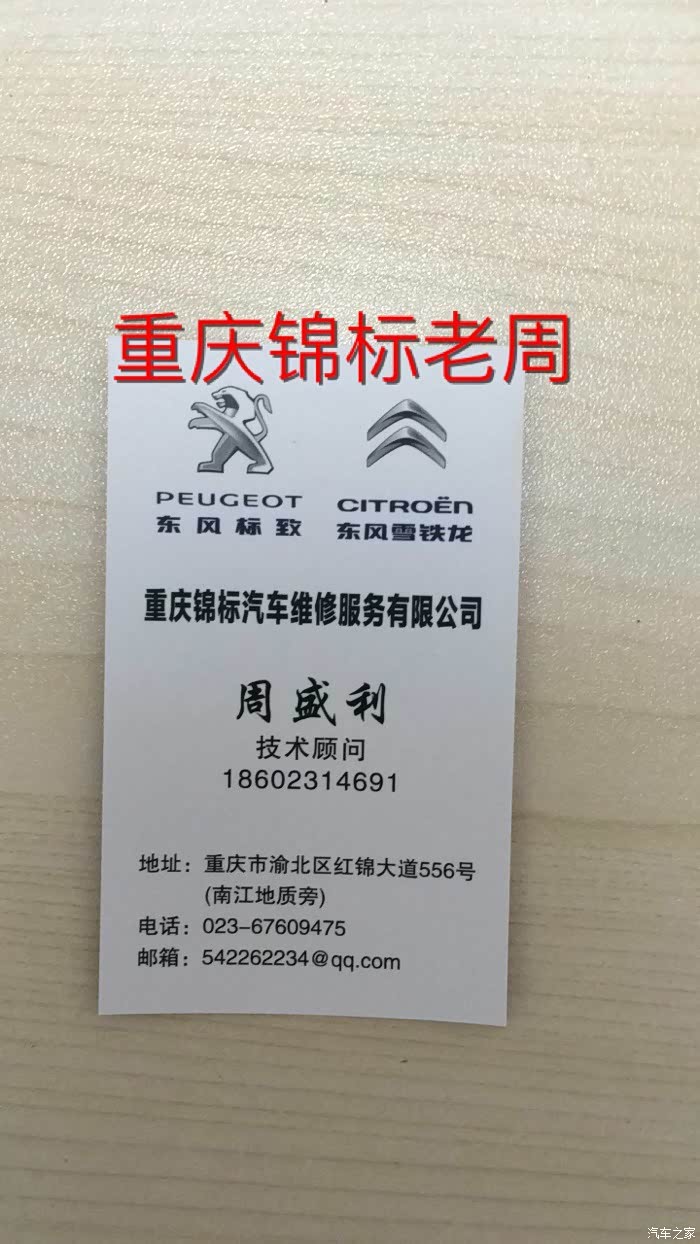 重庆锦标老周
PEUGEOT CITROËN
东风标致 东风雪铁龙
重庆锦标汽车维修服务有限公司
周盛利
技术顾问
18602314691
地址：重庆市渝北区红锦大道556号
(南江地质旁)
电话：023-67609475
邮箱：542262234@qq.com
汽车之家